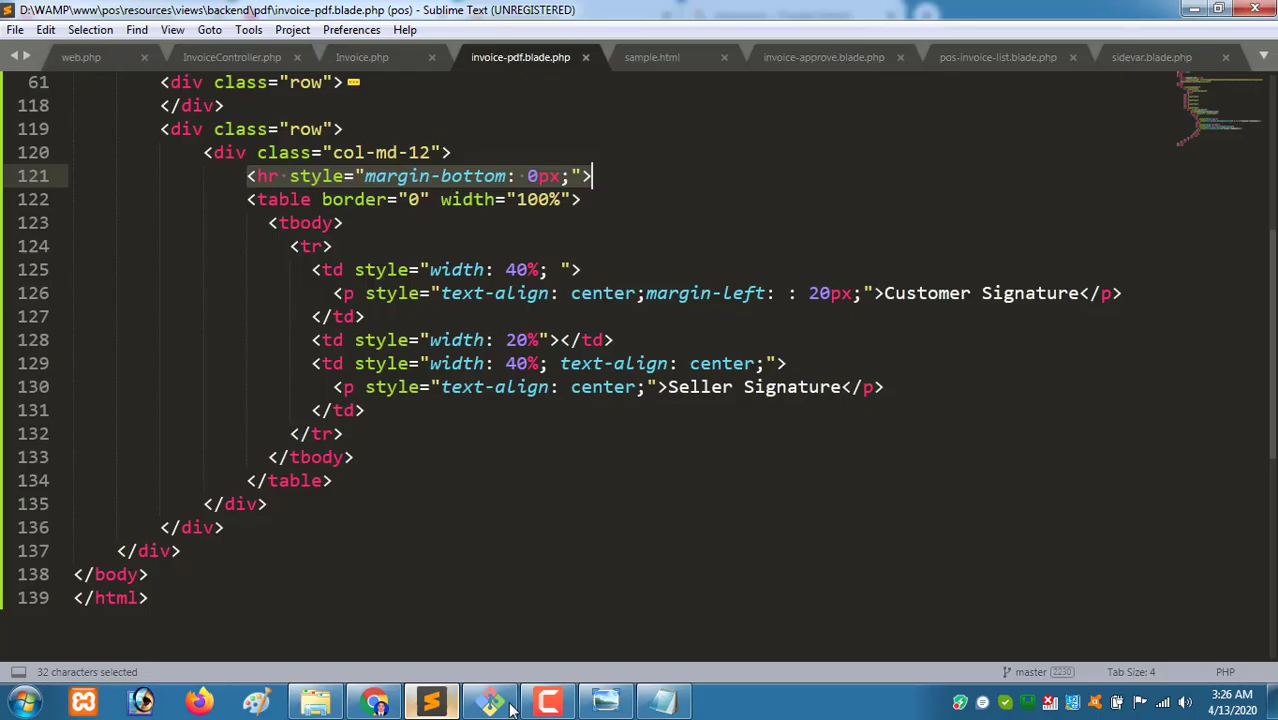 D:\WAMP\www\pos\resources\views\backend\pdf\invoice-pdf.blade.php (pos) - Sublime Text (UNREGISTERED)
File Edit Selection Find View Goto Tools Project Preferences Help
web.php InvoiceController.php Invoice.php invoice-pdf.blade.php sample.html invoice-approve.blade.php pos-invoice-list.blade.php sidevar.blade.php
61 <div class="row">
118 </div>
119 <div class="row">
120 <div class="col-md-12">
121 <hr style="margin-bottom: 0px;">
122 <table border="0" width="100%">
123 <tbody>
124 <tr>
125 <td style="width: 40%; ">
126 <p style="text-align: center;margin-left: : 20px;">Customer Signature</p>
127 </td>
128 <td style="width: 20%"></td>
129 <td style="width: 40%; text-align: center;">
130 <p style="text-align: center;">Seller Signature</p>
131 </td>
132 </tr>
133 </tbody>
134 </table>
135 </div>
136 </div>
137 </div>
138 </body>
139 </html>
32 characters selected master 2230 Tab Size: 4 PHP
3:26 AM
4/13/2020